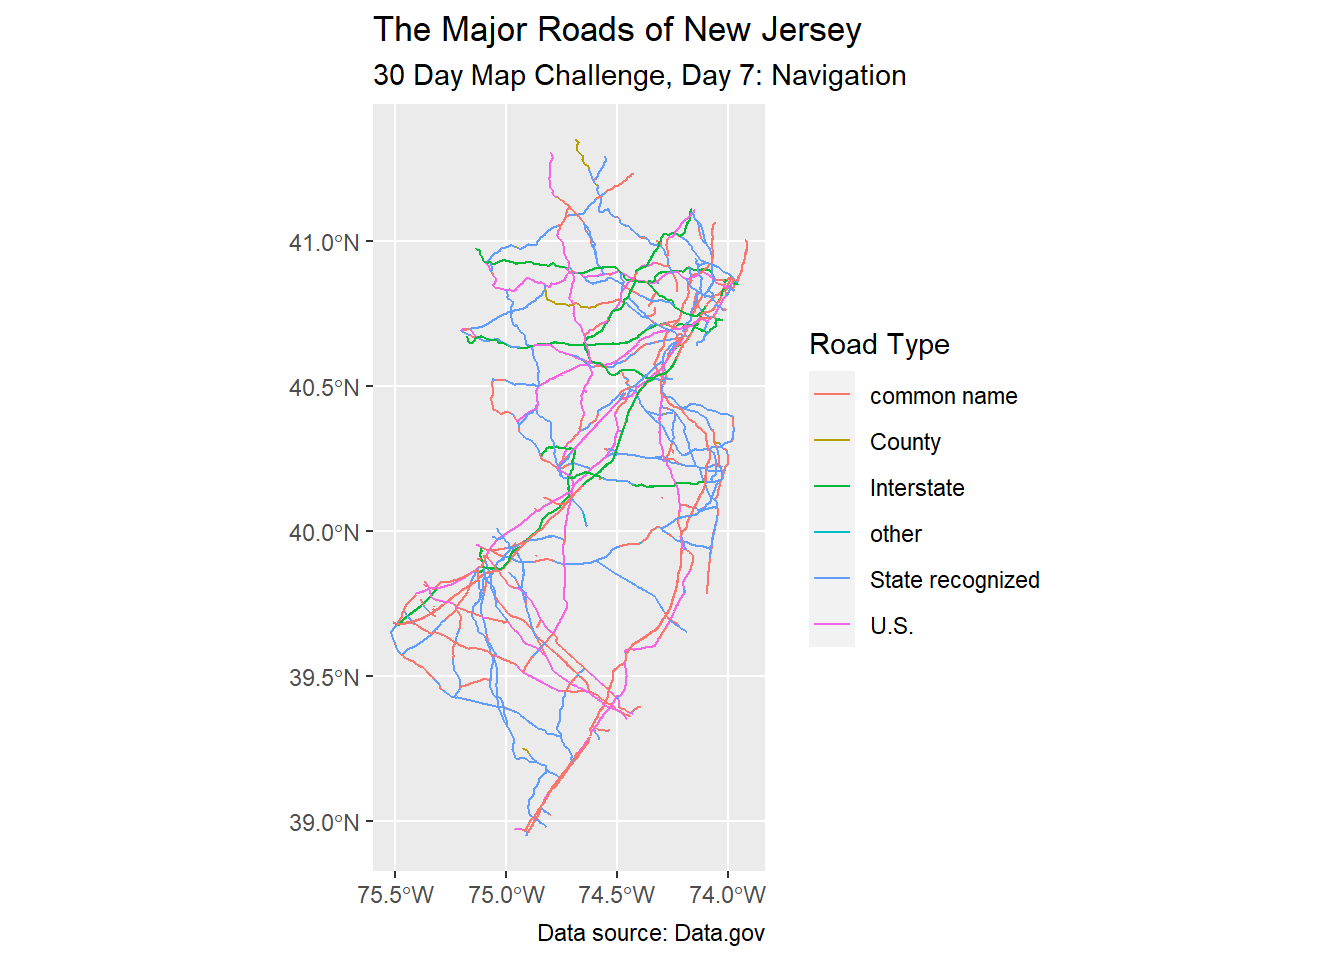 The Major Roads of New Jersey
30 Day Map Challenge, Day 7: Navigation
41.0°N
40.5°N
40.0°N
39.5°N
39.0°N
75.5°W
75.0°W
74.5°W
74.0°W
Road Type
common name
County
Interstate
other
State recognized
U.S.
Data source: Data.gov